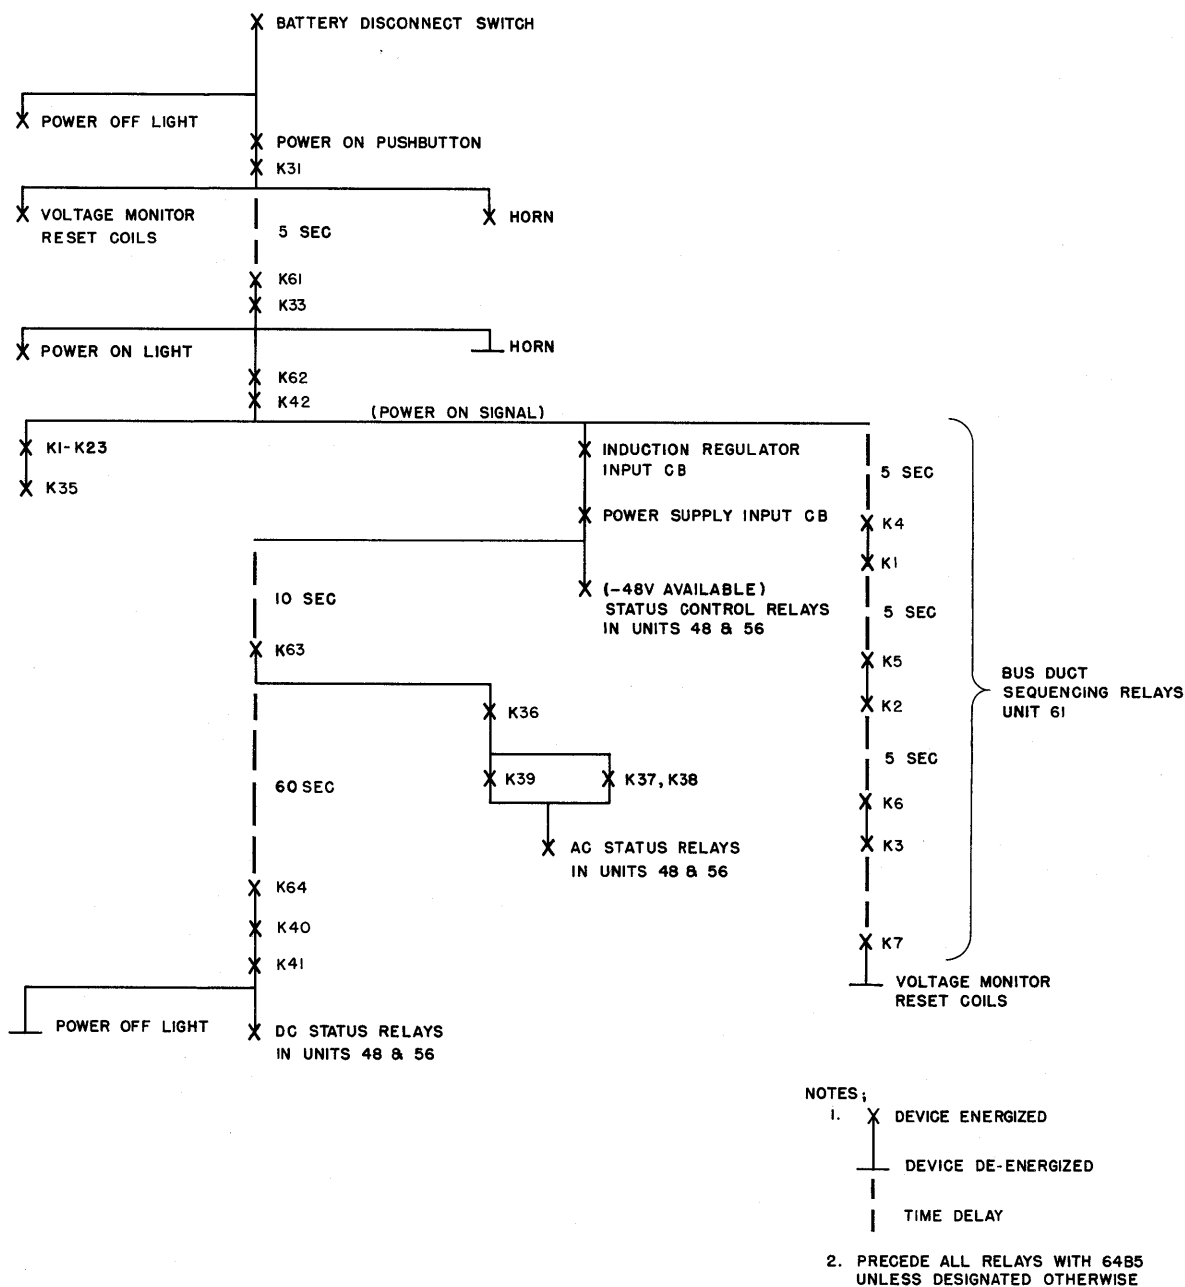 BATTERY DISCONNECT SWITCH
POWER OFF LIGHT
POWER ON PUSHBUTTON
K31
VOLTAGE MONITOR
RESET COILS
HORN
5 SEC
K61
K33
POWER ON LIGHT
HORN
K62
K42
(POWER ON SIGNAL)
K1-K23
K35
INDUCTION REGULATOR
INPUT CB
POWER SUPPLY INPUT CB
(-48V AVAILABLE)
STATUS CONTROL RELAYS
IN UNITS 48 & 56
10 SEC
K63
K36
K39
K37, K38
AC STATUS RELAYS
IN UNITS 48 & 56
60 SEC
K64
K40
K41
POWER OFF LIGHT
DC STATUS RELAYS
IN UNITS 48 & 56
5 SEC
K4
K1
5 SEC
K5
K2
5 SEC
K6
K3
K7
VOLTAGE MONITOR
RESET COILS
BUS DUCT
SEQUENCING RELAYS
UNIT 61
NOTES;
1. DEVICE ENERGIZED
DEVICE DE-ENERGIZED
TIME DELAY
2. PRECEDE ALL RELAYS WITH 64B5
UNLESS DESIGNATED OTHERWISE